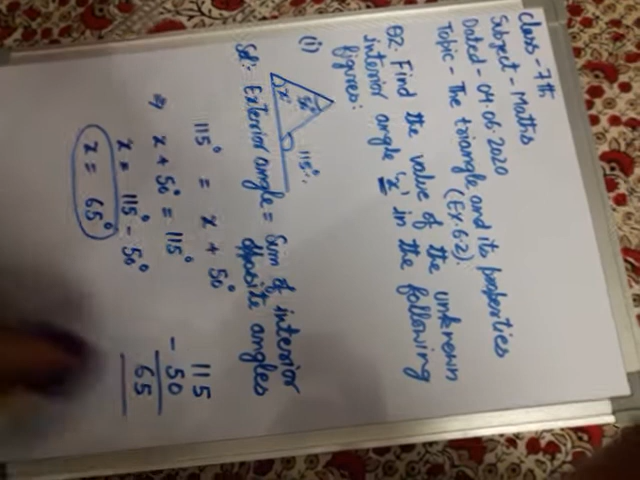 Class - 7th
Subject - Maths
Dated - 04.06.2020
Topic - The triangle and its properties
(Ex. 6.2).
Q2. Find the value of the unknown
interior angle 'x' in the following
figures:
(i)
50°
x
115°
Sol:- Exterior angle = Sum of interior
opposite angles
115° = x + 50°
⇒ x + 50° = 115°
x = 115° - 50°
x = 65°
115
- 50
65